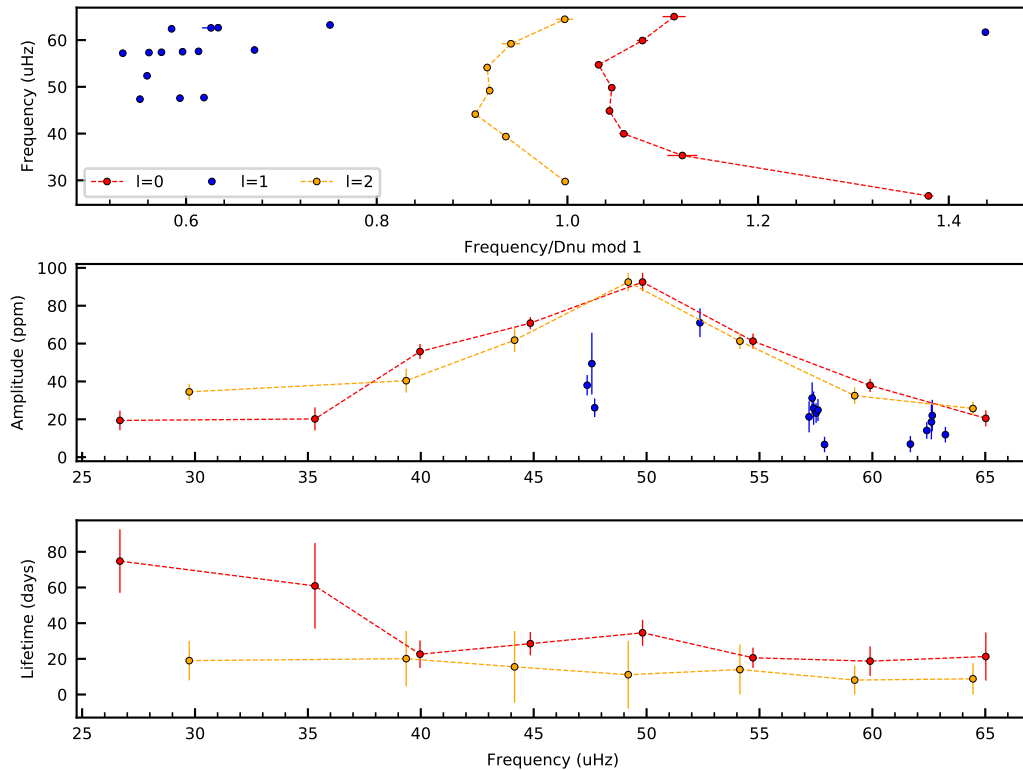 Frequency (uHz)
60
50
40
30
l=0 l=1 l=2
0.6 0.8 1.0 1.2 1.4
Frequency/Dnu mod 1
Amplitude (ppm)
100
80
60
40
20
0
25 30 35 40 45 50 55 60 65
Lifetime (days)
80
60
40
20
0
25 30 35 40 45 50 55 60 65
Frequency (uHz)